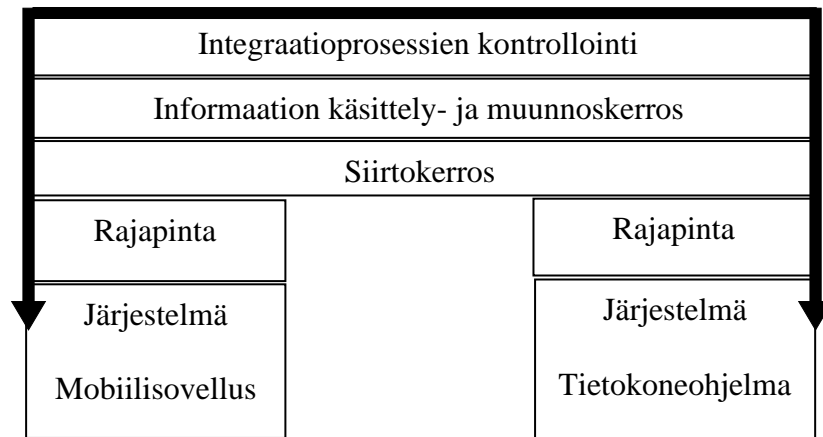 Integraatioprosessien kontrollointi
Informaation käsittely- ja muunnoskerros
Siirtokerros
Rajapinta
Järjestelmä
Mobiilisovellus
Rajapinta
Järjestelmä
Tietokoneohjelma